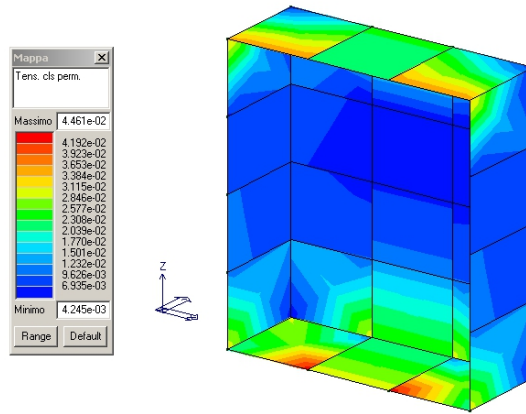 Mappa
Tens. cls perm.
Massimo 4.461e-02
4.192e-02
3.923e-02
3.653e-02
3.384e-02
3.115e-02
2.846e-02
2.577e-02
2.308e-02
2.039e-02
1.770e-02
1.501e-02
1.232e-02
9.626e-03
6.935e-03
Minimo 4.245e-03
Range Default
Z